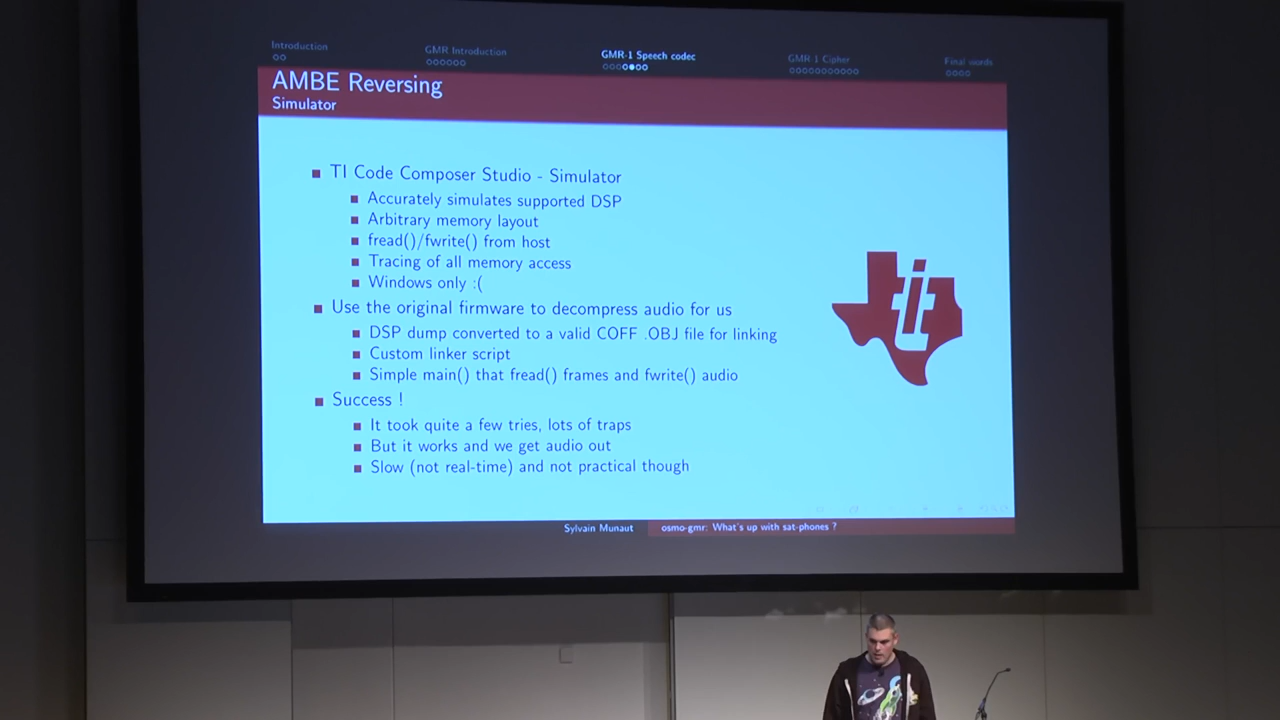 Introduction
GMR Introduction
GMR-1 Speech codec
GMR 1 Cipher
Final words
AMBE Reversing
Simulator
TI Code Composer Studio - Simulator
Accurately simulates supported DSP
Arbitrary memory layout
fread()/fwrite() from host
Tracing of all memory access
Windows only :(
Use the original firmware to decompress audio for us
DSP dump converted to a valid COFF .OBJ file for linking
Custom linker script
Simple main() that fread() frames and fwrite() audio
Success !
It took quite a few tries, lots of traps
But it works and we get audio out
Slow (not real-time) and not practical though
ti
Sylvain Munaut
osmo-gmr: What's up with sat-phones ?